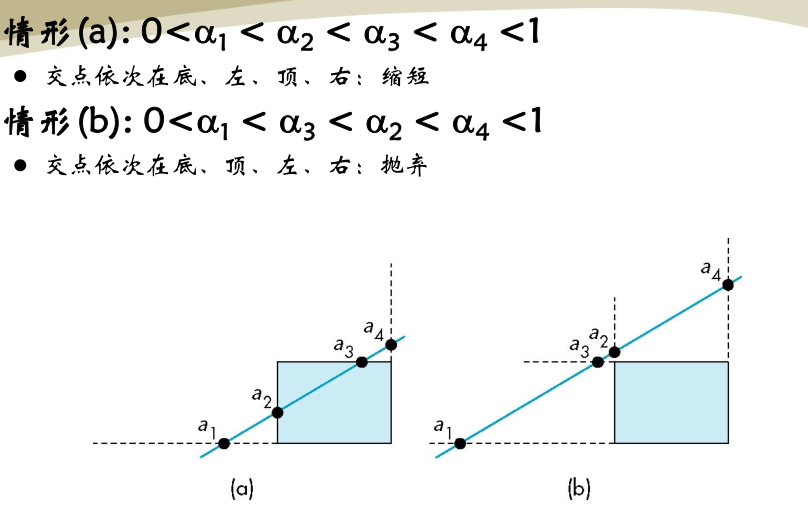 情形(a): 0<α₁ < α₂ < α₃ < α₄ <1
● 交点依次在底、左、顶、右：缩短
情形(b): 0<α₁ < α₃ < α₂ < α₄ <1
● 交点依次在底、顶、左、右：抛弃
a₁ a₂ a₃ a₄
(a)
a₁ a₃ a₂ a₄
(b)